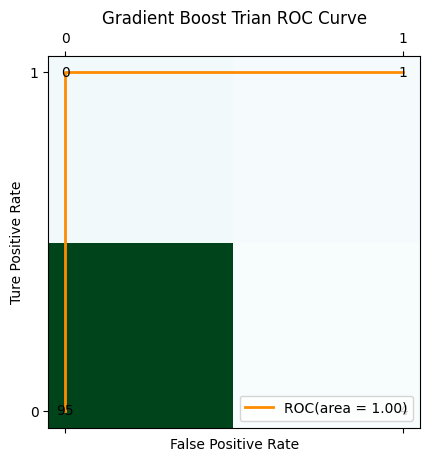 Gradient Boost Trian ROC Curve
0 1
1
0 1
Ture Positive Rate
0
95
ROC(area = 1.00)
False Positive Rate